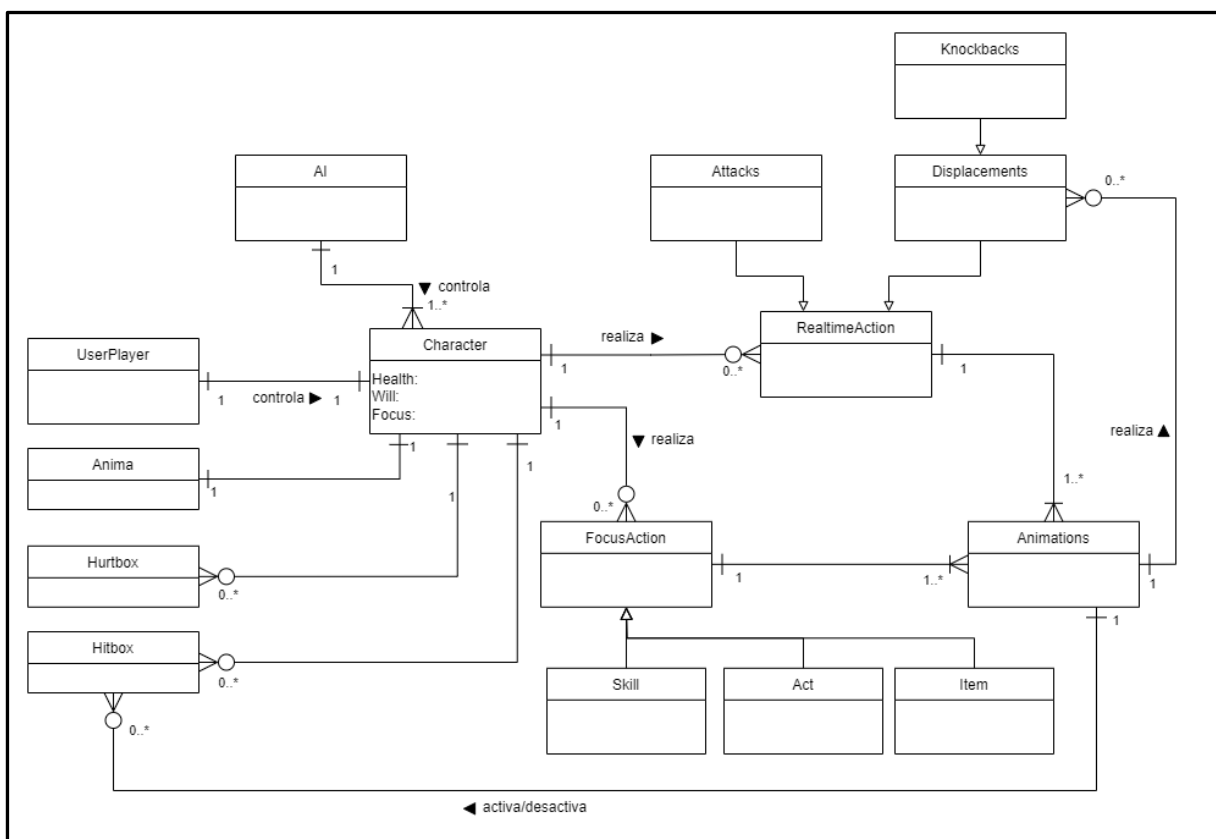 Knockbacks
AI
Attacks
Displacements
0..*
1
▼ controla
1..*
UserPlayer
Character
realiza ►
RealtimeAction
Health:
Will:
Focus:
1
0..*
1
1
controla ►
1
1
▼ realiza
realiza ▲
Anima
1
1
1
1
1..*
0..*
FocusAction
Animations
Hurtbox
0..*
1
1..*
1
Hitbox
1
0..*
Skill
Act
Item
0..*
◄ activa/desactiva